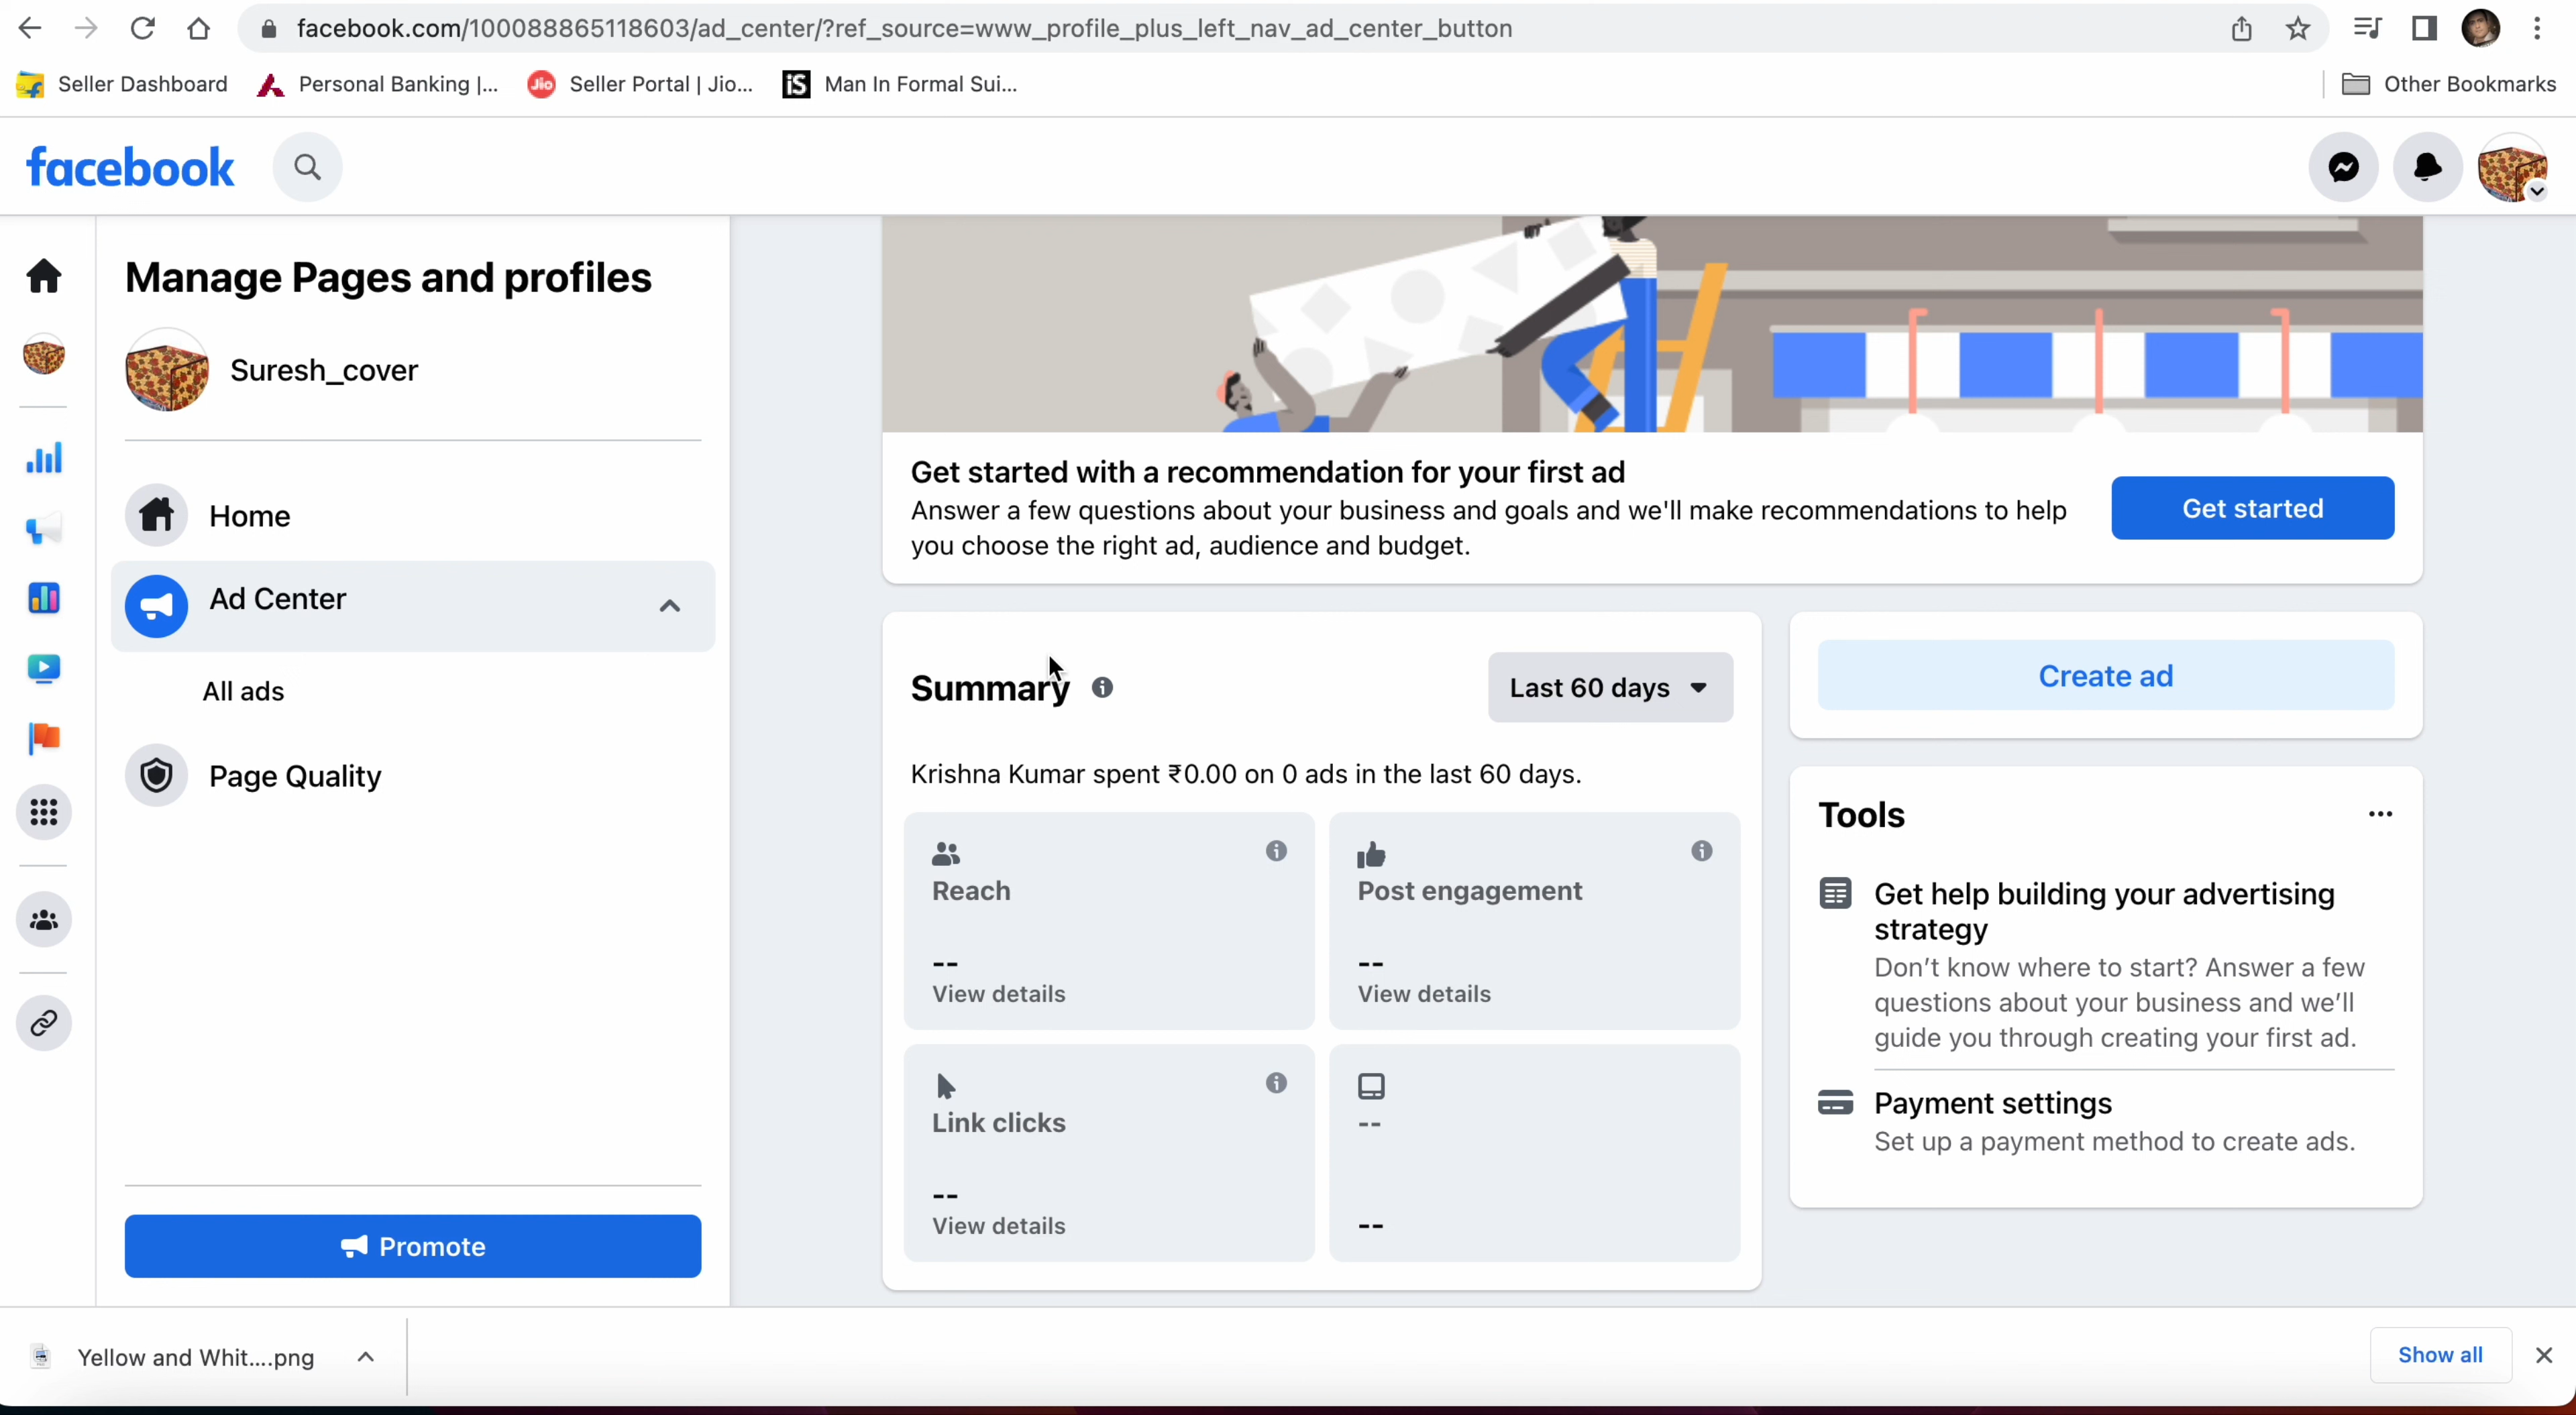 facebook.com/100088865118603/ad_center/?ref_source=www_profile_plus_left_nav_ad_center_button
Seller Dashboard
Personal Banking |...
Jio
Seller Portal | Jio...
iS
Man In Formal Sui...
Other Bookmarks
facebook
Manage Pages and profiles
Suresh_cover
Home
Ad Center
All ads
Page Quality
Promote
Get started with a recommendation for your first ad
Answer a few questions about your business and goals and we'll make recommendations to help
you choose the right ad, audience and budget.
Get started
Summary
Last 60 days
Krishna Kumar spent ₹0.00 on 0 ads in the last 60 days.
Reach
--
View details
Post engagement
--
View details
Link clicks
--
View details
--
--
Create ad
Tools
Get help building your advertising
strategy
Don't know where to start? Answer a few
questions about your business and we'll
guide you through creating your first ad.
Payment settings
Set up a payment method to create ads.
Yellow and Whit....png
Show all